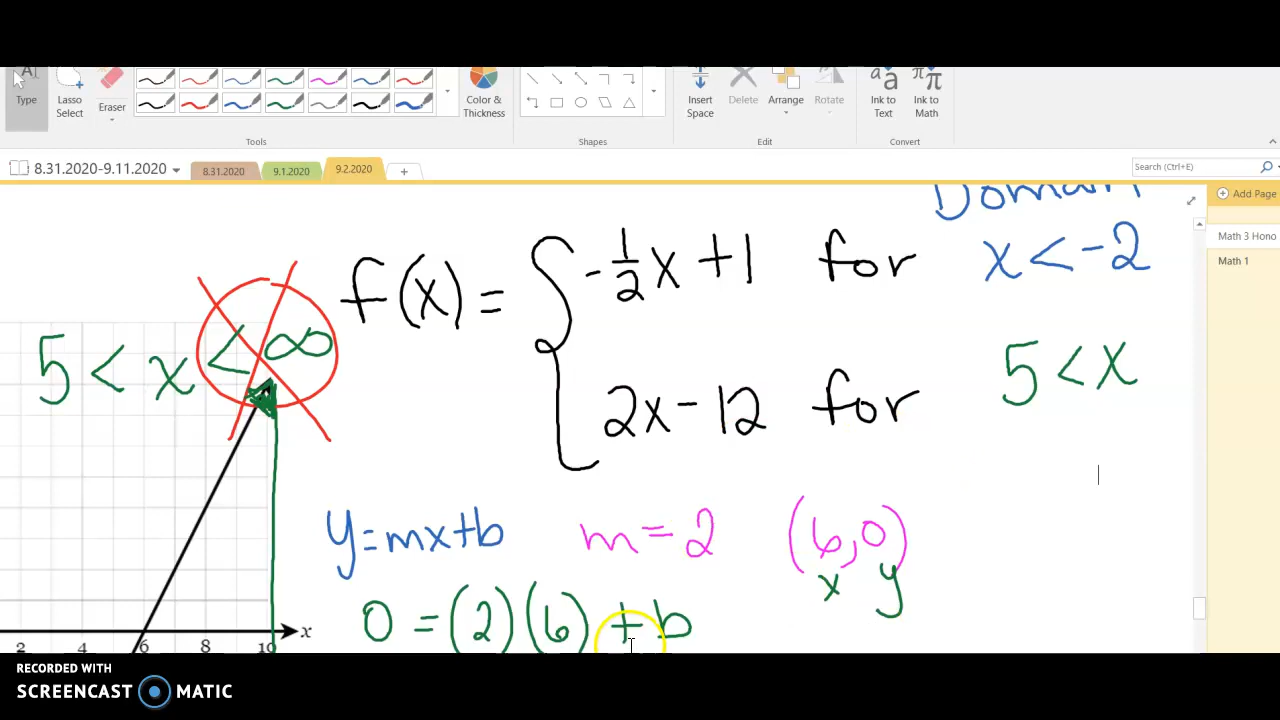 Type
Lasso Select
Eraser
Color & Thickness
Insert Space
Delete
Arrange
Rotate
Ink to Text
Ink to Math
Tools
Shapes
Edit
Convert
8.31.2020-9.11.2020
8.31.2020
9.1.2020
9.2.2020
+
Search (Ctrl+E)
Add Page
Math 3 Hono
Math 1
Domain
f(x) = { -1/2x + 1 for x < -2
5 < x < ∞
2x - 12 for 5 < x
y = mx + b m = 2 (6, 0)
x y
0 = (2)(6) + b
x
2 4 6 8 10
RECORDED WITH
SCREENCAST MATIC